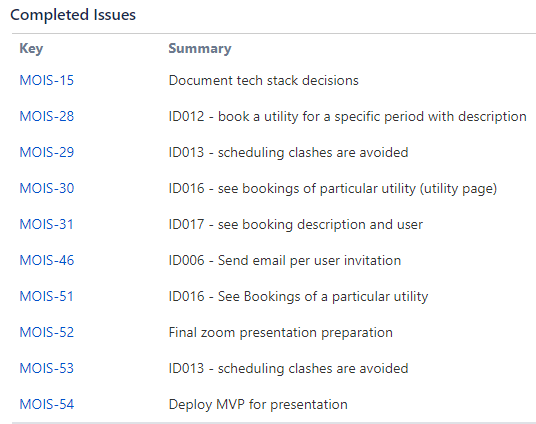 Completed Issues
Key Summary
MOIS-15 Document tech stack decisions
MOIS-28 ID012 - book a utility for a specific period with description
MOIS-29 ID013 - scheduling clashes are avoided
MOIS-30 ID016 - see bookings of particular utility (utility page)
MOIS-31 ID017 - see booking description and user
MOIS-46 ID006 - Send email per user invitation
MOIS-51 ID016 - See Bookings of a particular utility
MOIS-52 Final zoom presentation preparation
MOIS-53 ID013 - scheduling clashes are avoided
MOIS-54 Deploy MVP for presentation